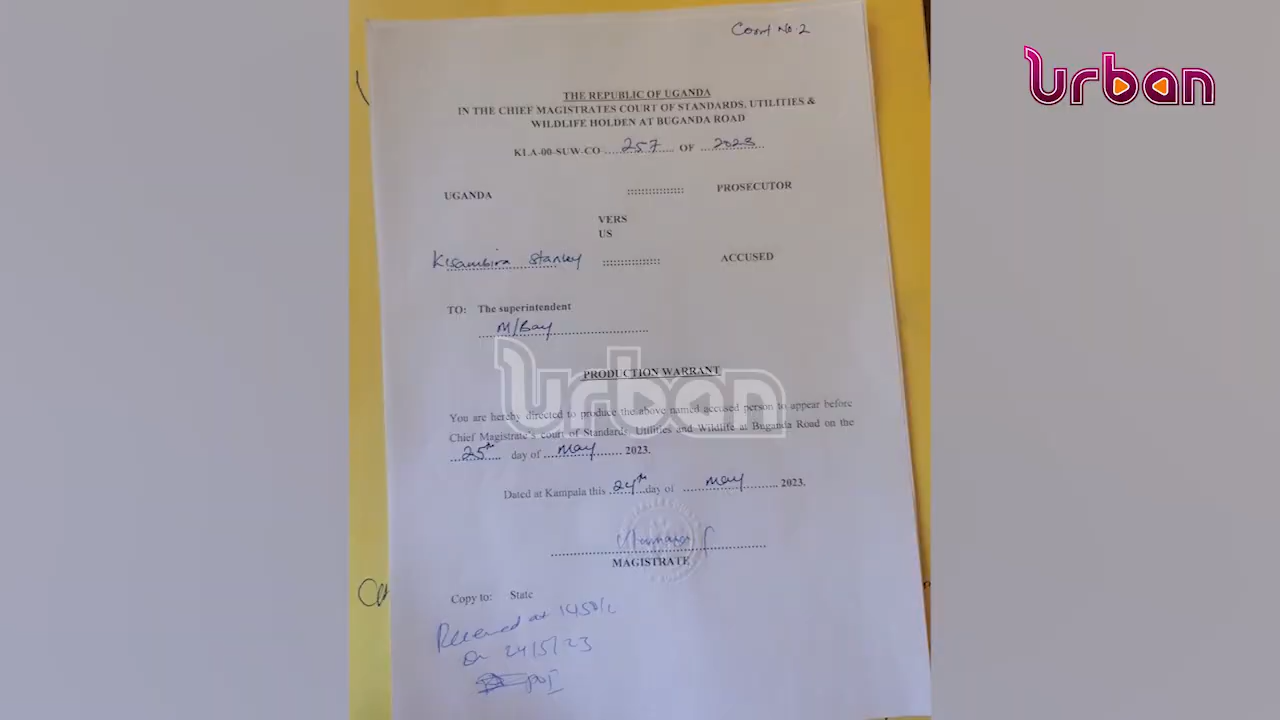 Court No. 2
urban
THE REPUBLIC OF UGANDA
IN THE CHIEF MAGISTRATES COURT OF STANDARDS, UTILITIES &
WILDLIFE HOLDEN AT BUGANDA ROAD
KLA-00-SUW-CO ....257.... OF ....2023....
UGANDA :::::::::::::::: PROSECUTOR
VERS
US
Kisambira Stanley :::::::::::::::: ACCUSED
TO: The superintendent
M/Bay
urban
PRODUCTION WARRANT
You are hereby directed to produce the above named accused person to appear before
Chief Magistrate's court of Standards, Utilities and Wildlife at Buganda Road on the
25th day of May 2023.
Dated at Kampala this 24th day of May 2023.
MAGISTRATE
Copy to: State
Received at
On 24/5/23